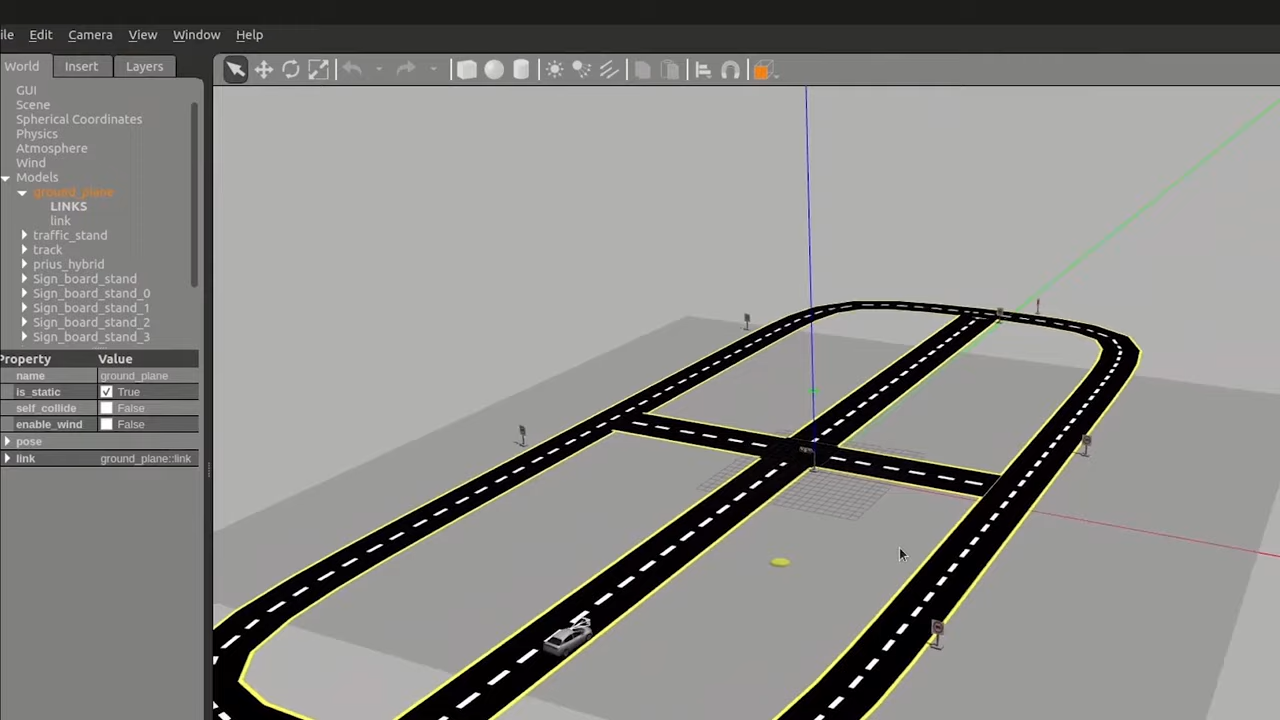 ile Edit Camera View Window Help
World Insert Layers
GUI
Scene
Spherical Coordinates
Physics
Atmosphere
Wind
Models
ground_plane
LINKS
link
traffic_stand
track
prius_hybrid
Sign_board_stand
Sign_board_stand_0
Sign_board_stand_1
Sign_board_stand_2
Sign_board_stand_3
Property Value
name ground_plane
is_static True
self_collide False
enable_wind False
pose
link ground_plane::link